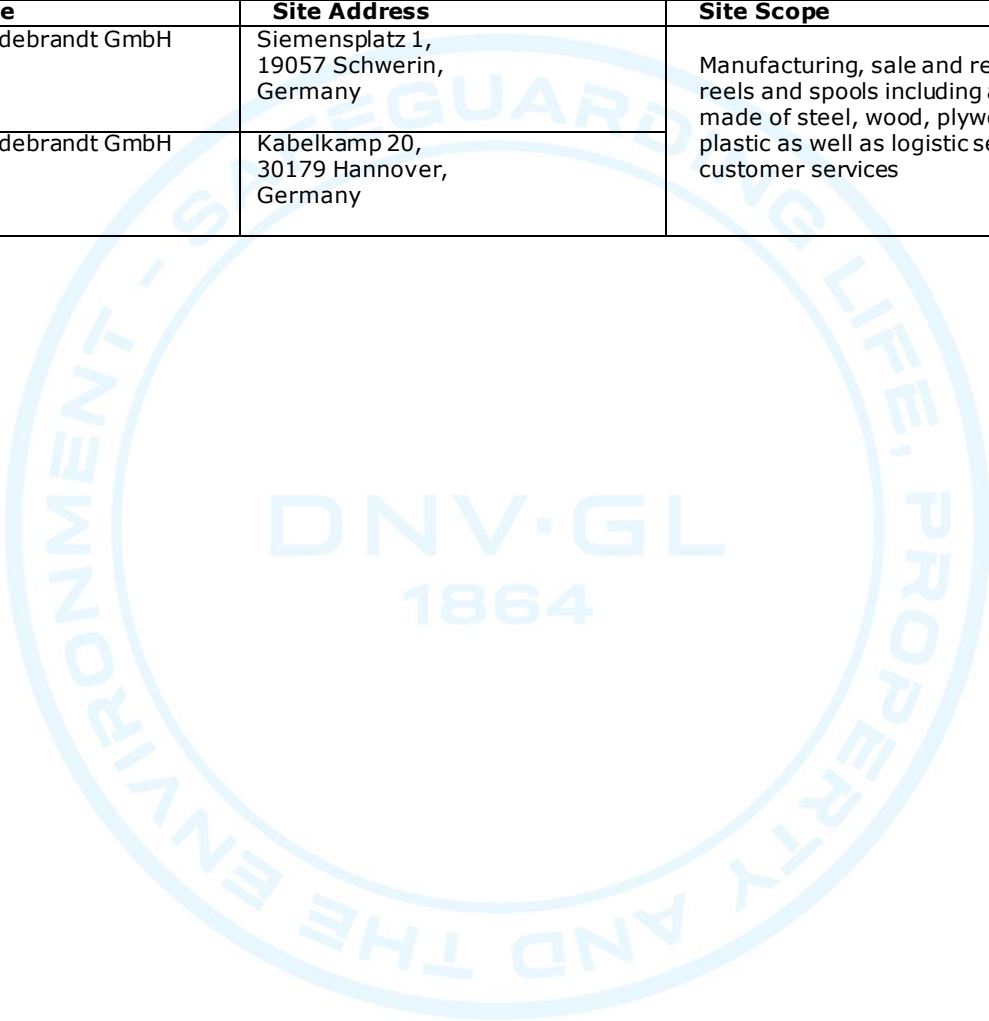 e Site Address Site Scope
debrandt GmbH
Siemensplatz 1,
19057 Schwerin,
Germany
debrandt GmbH
Kabelkamp 20,
30179 Hannover,
Germany
Manufacturing, sale and re
reels and spools including a
made of steel, wood, plyw
plastic as well as logistic se
customer services
SAFEGUARDING LIFE, PROPERTY AND THE ENVIRONMENT -
DNV·GL
1864